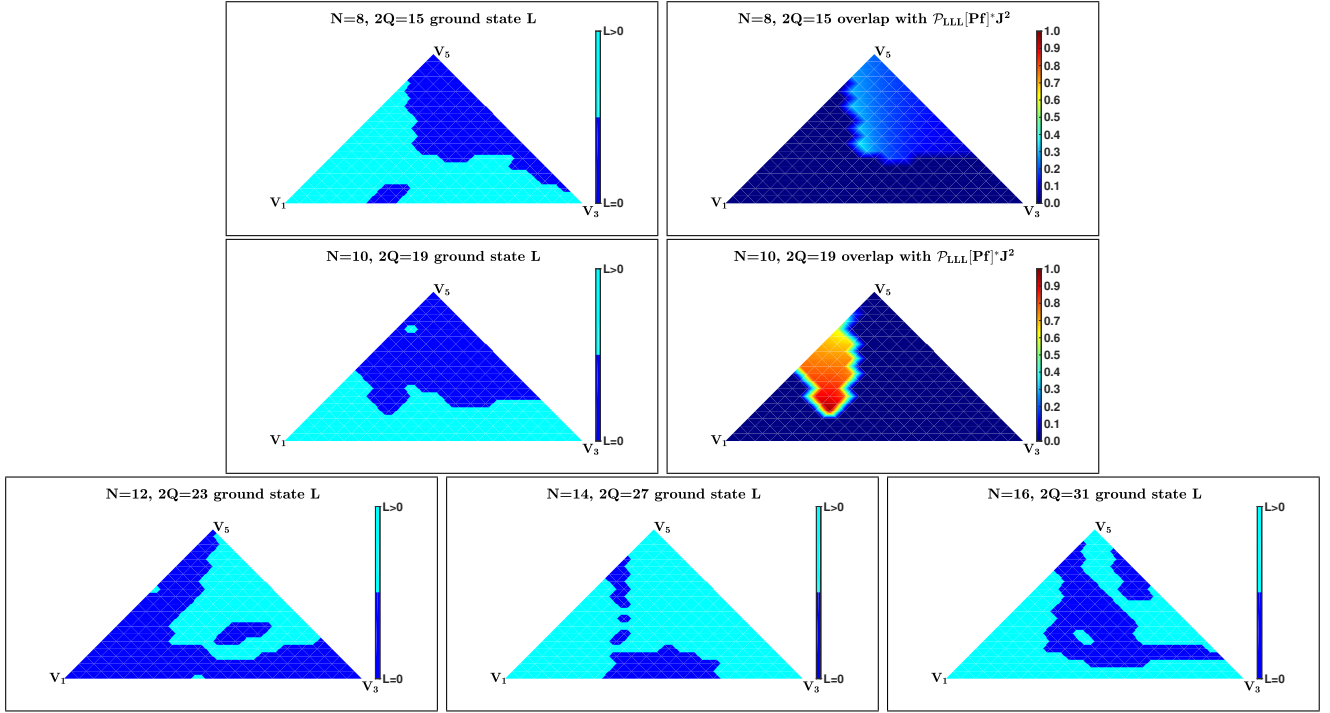 N=8, 2Q=15 ground state L
V5
L>0
V1
V3
L=0
N=8, 2Q=15 overlap with 𝒫LLL[Pf]*J²
V5
1.0
0.9
0.8
0.7
0.6
0.5
0.4
0.3
0.2
0.1
0.0
V1
V3
N=10, 2Q=19 ground state L
V5
L>0
V1
V3
L=0
N=10, 2Q=19 overlap with 𝒫LLL[Pf]*J²
V5
1.0
0.9
0.8
0.7
0.6
0.5
0.4
0.3
0.2
0.1
0.0
V1
V3
N=12, 2Q=23 ground state L
V5
L>0
V1
V3
L=0
N=14, 2Q=27 ground state L
V5
L>0
V1
V3
L=0
N=16, 2Q=31 ground state L
V5
L>0
V1
V3
L=0